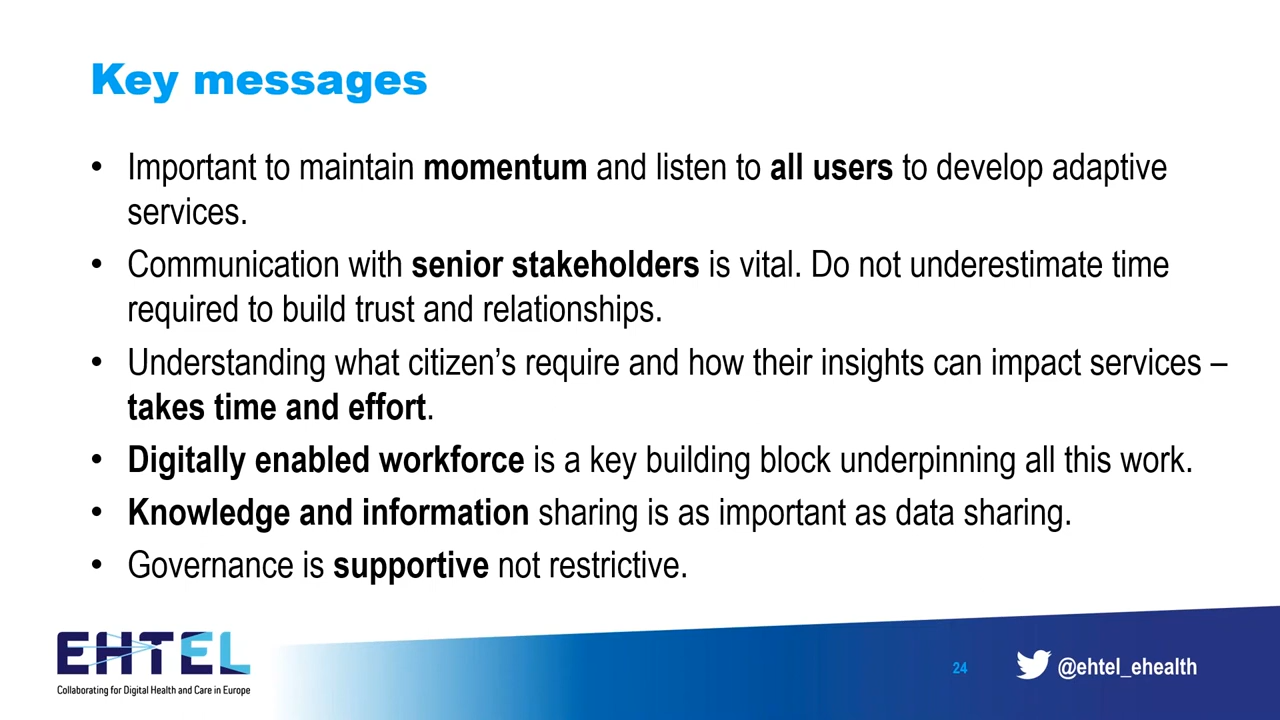 Key messages
• Important to maintain momentum and listen to all users to develop adaptive
services.
• Communication with senior stakeholders is vital. Do not underestimate time
required to build trust and relationships.
• Understanding what citizen’s require and how their insights can impact services –
takes time and effort.
• Digitally enabled workforce is a key building block underpinning all this work.
• Knowledge and information sharing is as important as data sharing.
• Governance is supportive not restrictive.
EHTEL
Collaborating for Digital Health and Care in Europe
24
@ehtel_ehealth